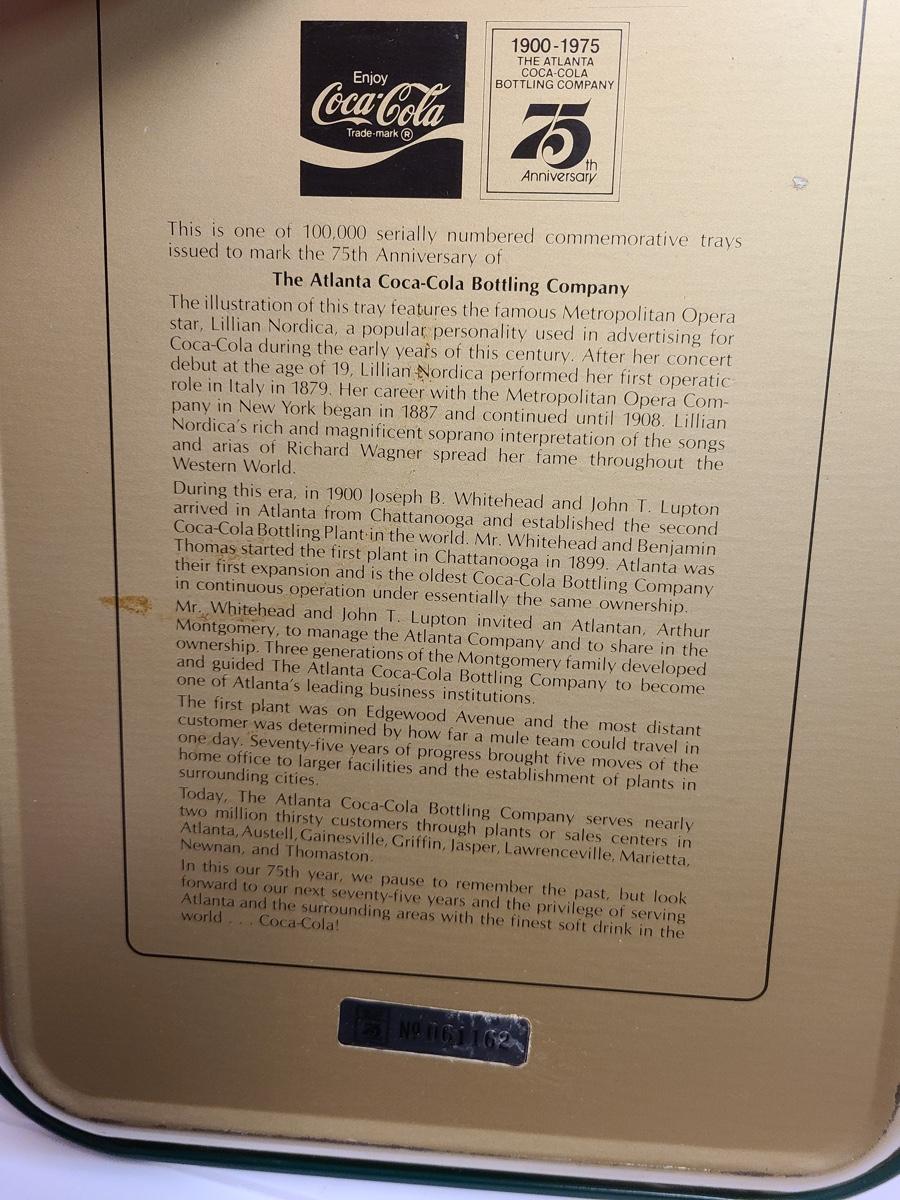 Enjoy
Coca-Cola
Trade-mark ®
1900-1975
THE ATLANTA
COCA-COLA
BOTTLING COMPANY
75th
Anniversary
This is one of 100,000 serially numbered commemorative trays
issued to mark the 75th Anniversary of
The Atlanta Coca-Cola Bottling Company
The illustration of this tray features the famous Metropolitan Opera
star, Lillian Nordica, a popular personality used in advertising for
Coca-Cola during the early years of this century. After her concert
debut at the age of 19, Lillian Nordica performed her first operatic
role in Italy in 1879. Her career with the Metropolitan Opera Com-
pany in New York began in 1887 and continued until 1908. Lillian
Nordica's rich and magnificent soprano interpretation of the songs
and arias of Richard Wagner spread her fame throughout the
Western World.
During this era, in 1900 Joseph B. Whitehead and John T. Lupton
arrived in Atlanta from Chattanooga and established the second
Coca-Cola Bottling Plant in the world. Mr. Whitehead and Benjamin
Thomas started the first plant in Chattanooga in 1899. Atlanta was
their first expansion and is the oldest Coca-Cola Bottling Company
in continuous operation under essentially the same ownership.
Mr. Whitehead and John T. Lupton invited an Atlantan, Arthur
Montgomery, to manage the Atlanta Company and to share in the
ownership. Three generations of the Montgomery family developed
and guided The Atlanta Coca-Cola Bottling Company to become
one of Atlanta's leading business institutions.
The first plant was on Edgewood Avenue and the most distant
customer was determined by how far a mule team could travel in
one day. Seventy-five years of progress brought five moves of the
home office to larger facilities and the establishment of plants in
surrounding cities.
Today, The Atlanta Coca-Cola Bottling Company serves nearly
two million thirsty customers through plants or sales centers in
Atlanta, Austell, Gainesville, Griffin, Jasper, Lawrenceville, Marietta,
Newnan, and Thomaston.
In this our 75th year, we pause to remember the past, but look
forward to our next seventy-five years and the privilege of serving
Atlanta and the surrounding areas with the finest soft drink in the
world . . . Coca-Cola!
75 Nº 061162